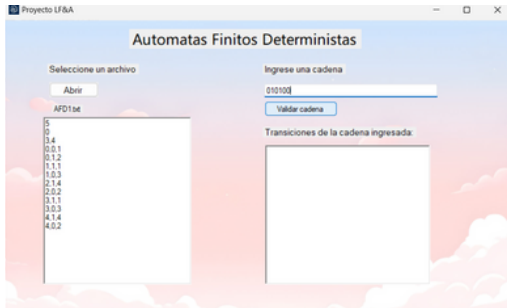 Proyecto LF&A
Automatas Finitos Deterministas
Seleccione un archivo
Abrir
AFD1.txt
5
0
3,4
0,0,1
0,1,2
1,1,1
1,0,3
2,1,4
2,0,2
3,1,1
3,0,3
4,1,4
4,0,2
Ingrese una cadena
010100
Validar cadena
Transiciones de la cadena ingresada: